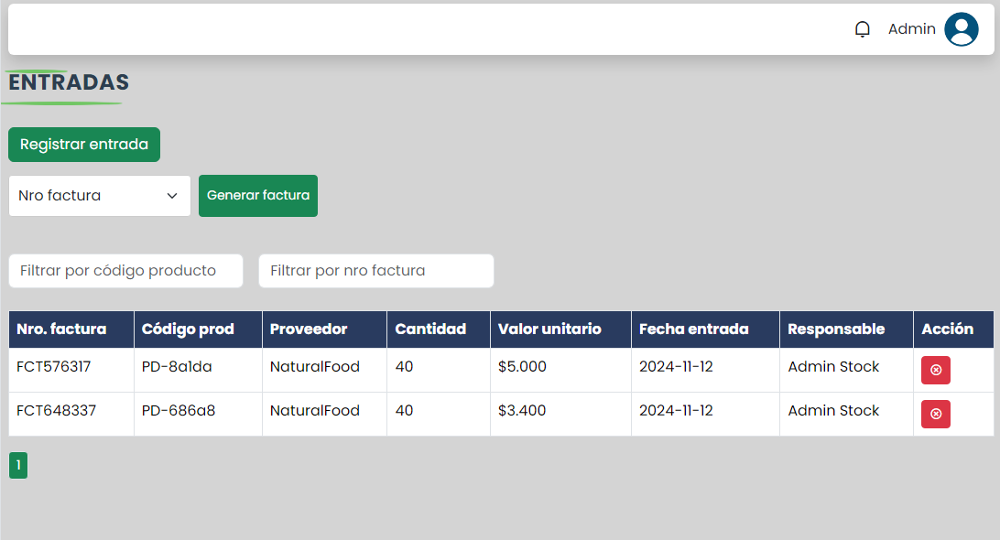 Admin
ENTRADAS
Registrar entrada
Nro factura Generar factura
Filtrar por código producto Filtrar por nro factura
Nro. factura Código prod Proveedor Cantidad Valor unitario Fecha entrada Responsable Acción
FCT576317 PD-8a1da NaturalFood 40 $5.000 2024-11-12 Admin Stock
FCT648337 PD-686a8 NaturalFood 40 $3.400 2024-11-12 Admin Stock
1